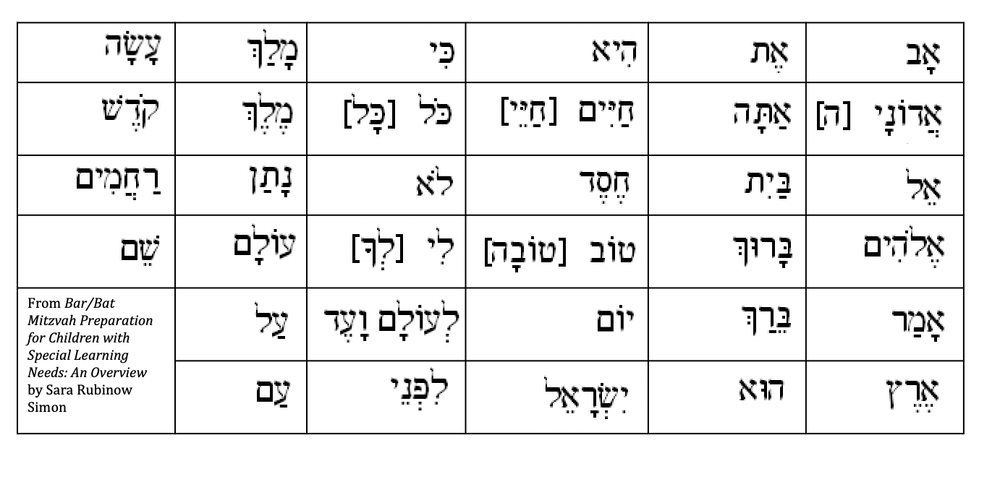 אָב אֶת הִיא כִּי מָלַךְ עָשָׂה
אֲדוֹנָי [ה] אַתָּה חַיִּים [חַיֵּי] כֹּל [כָּל] מֶלֶךְ קֹדֶשׁ
אֵל בַּיִת חֶסֶד לֹא נָתַן רַחֲמִים
אֱלֹהִים בָּרוּךְ טוֹב [טוֹבָה] לִי [לְךָ] עוֹלָם שֵׁם
אָמַר בֵּרַךְ יוֹם לְעוֹלָם וָעֶד עַל
אֶרֶץ הוּא יִשְׂרָאֵל לִפְנֵי עַם
From Bar/Bat
Mitzvah Preparation
for Children with
Special Learning
Needs: An Overview
by Sara Rubinow
Simon